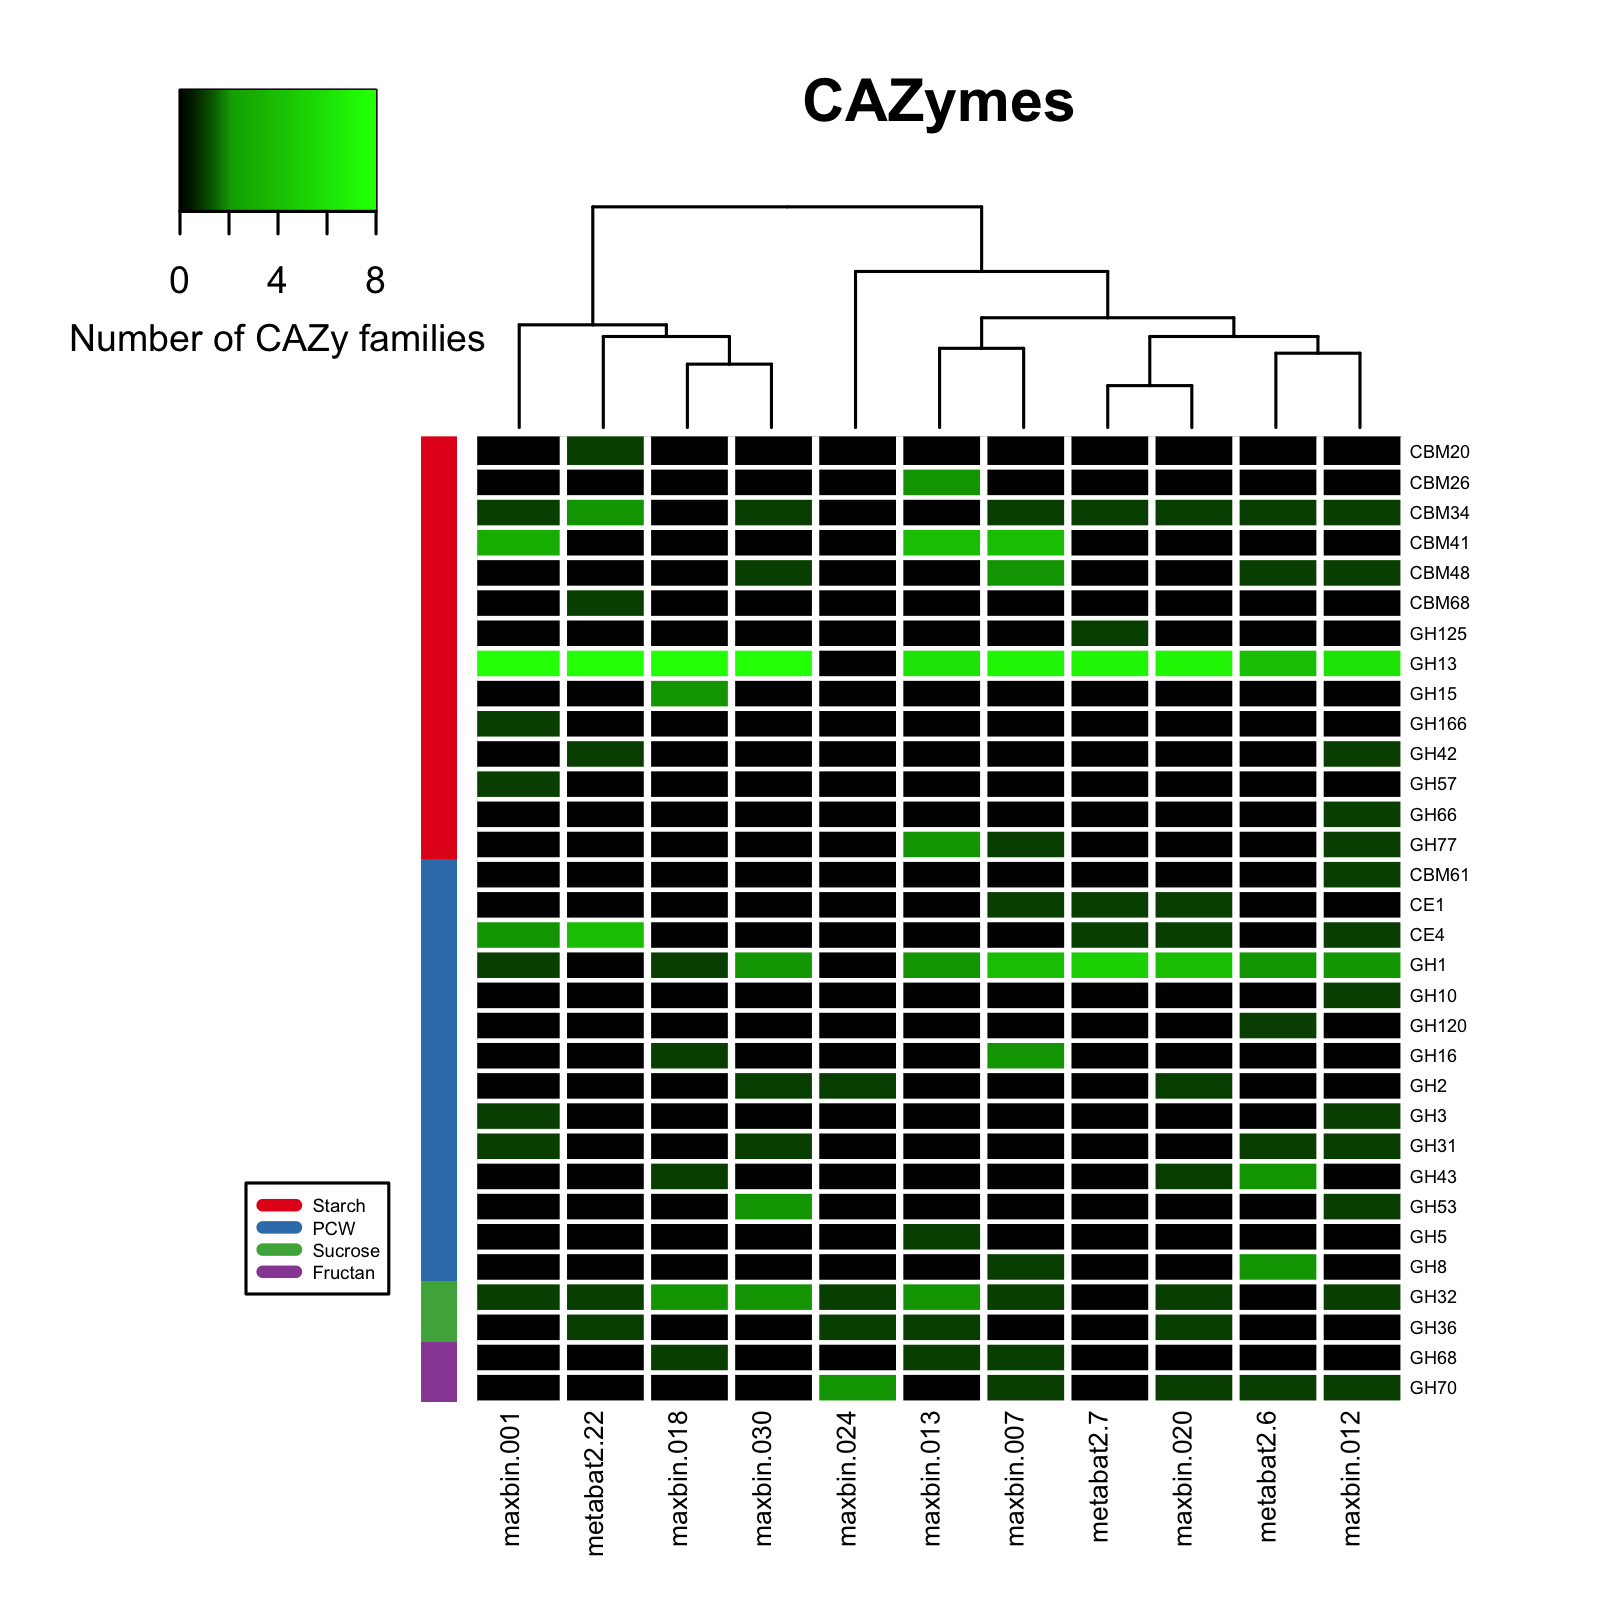 CAZymes
0 4 8
Number of CAZy families
CBM20
CBM26
CBM34
CBM41
CBM48
CBM68
GH125
GH13
GH15
GH166
GH42
GH57
GH66
GH77
CBM61
CE1
CE4
GH1
GH10
GH120
GH16
GH2
GH3
GH31
GH43
GH53
GH5
GH8
GH32
GH36
GH68
GH70
Starch
PCW
Sucrose
Fructan
maxbin.001
metabat2.22
maxbin.018
maxbin.030
maxbin.024
maxbin.013
maxbin.007
metabat2.7
maxbin.020
metabat2.6
maxbin.012